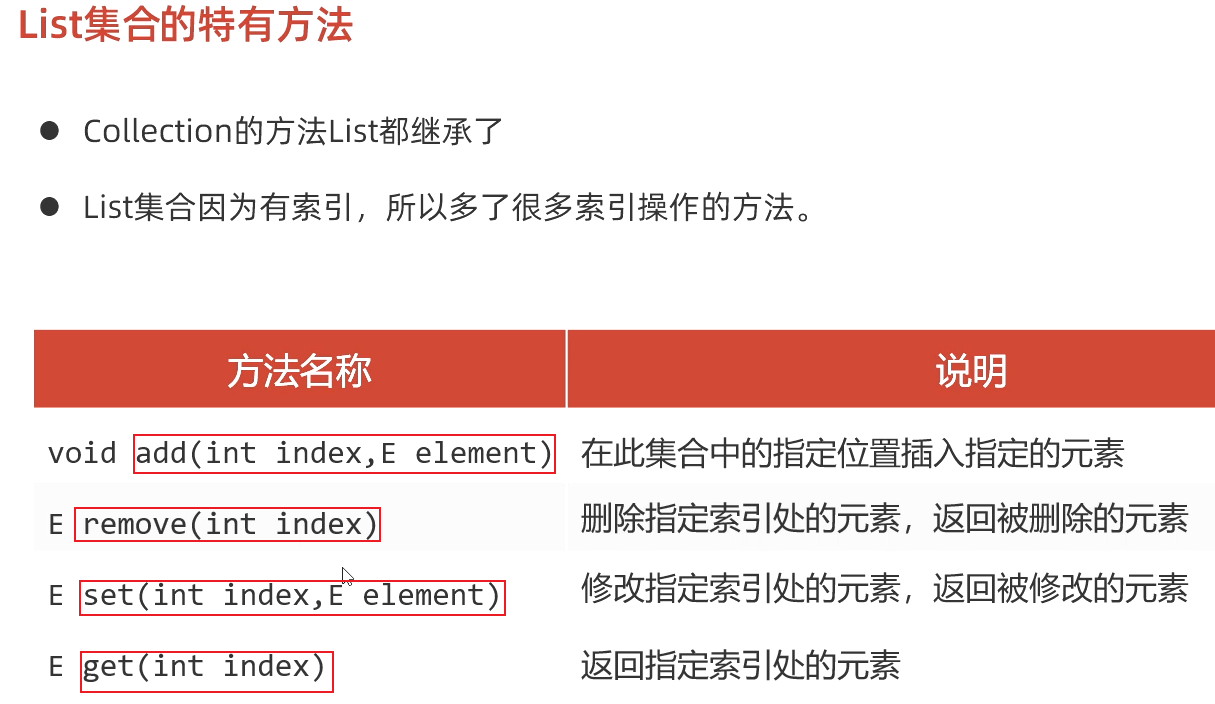 List集合的特有方法
● Collection的方法List都继承了
● List集合因为有索引，所以多了很多索引操作的方法。
方法名称 说明
void add(int index,E element) 在此集合中的指定位置插入指定的元素
E remove(int index) 删除指定索引处的元素，返回被删除的元素
E set(int index,E element) 修改指定索引处的元素，返回被修改的元素
E get(int index) 返回指定索引处的元素